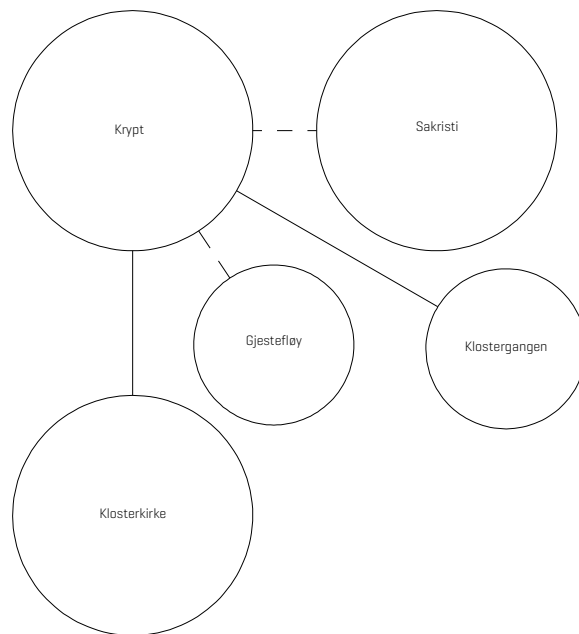 Krypt
Sakristi
Gjestefløy
Klostergangen
Klosterkirke